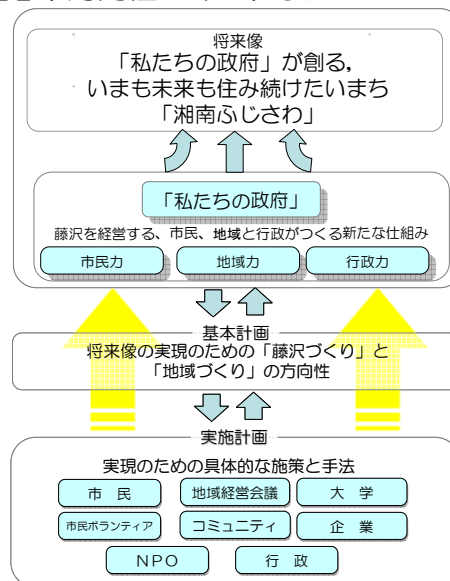 将来像
「私たちの政府」が創る,
いまも未来も住み続けたいまち
「湘南ふじさわ」
「私たちの政府」
藤沢を経営する、市民、地域と行政がつくる新たな仕組み
市民力
地域力
行政力
基本計画
将来像の実現のための「藤沢づくり」と
「地域づくり」の方向性
実施計画
実現のための具体的な施策と手法
市 民
地域経営会議
大 学
市民ボランティア
コミュニティ
企 業
NPO
行 政